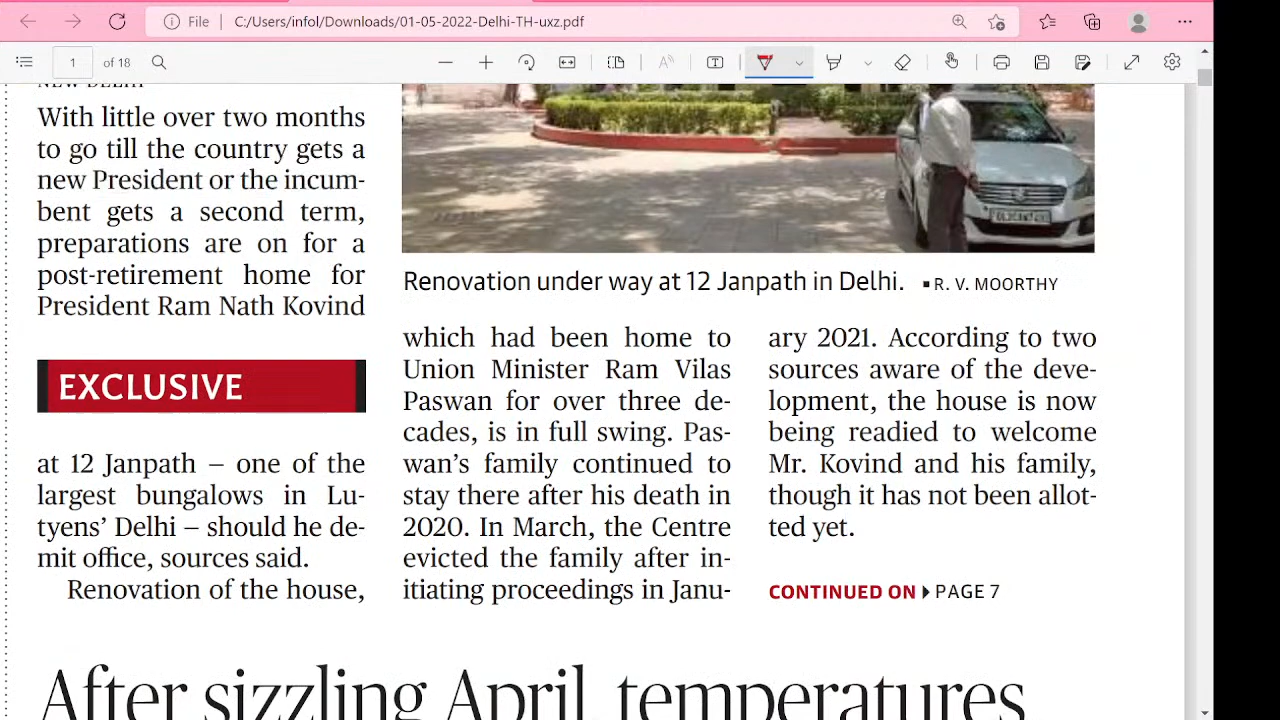 File
C:/Users/infol/Downloads/01-05-2022-Delhi-TH-uxz.pdf
1 of 18
NEW DELHI
With little over two months
to go till the country gets a
new President or the incum-
bent gets a second term,
preparations are on for a
post-retirement home for
President Ram Nath Kovind
EXCLUSIVE
at 12 Janpath – one of the
largest bungalows in Lu-
tyens’ Delhi – should he de-
mit office, sources said.
Renovation of the house,
Renovation under way at 12 Janpath in Delhi. ▪ R. V. MOORTHY
which had been home to
Union Minister Ram Vilas
Paswan for over three de-
cades, is in full swing. Pas-
wan’s family continued to
stay there after his death in
2020. In March, the Centre
evicted the family after in-
itiating proceedings in Janu-
ary 2021. According to two
sources aware of the deve-
lopment, the house is now
being readied to welcome
Mr. Kovind and his family,
though it has not been allot-
ted yet.
CONTINUED ON PAGE 7
After sizzling April, temperatures